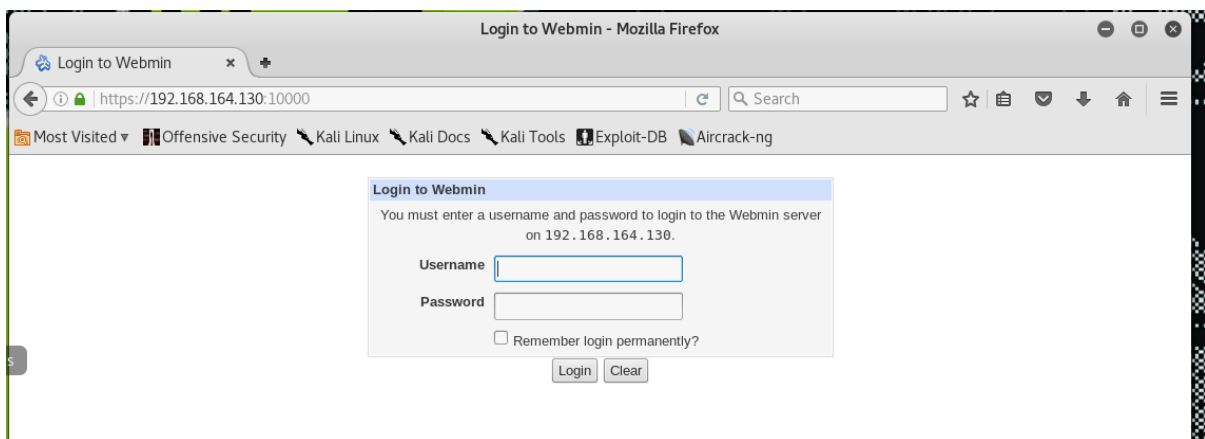 Login to Webmin - Mozilla Firefox
Login to Webmin
https://192.168.164.130:10000
Search
Most Visited Offensive Security Kali Linux Kali Docs Kali Tools Exploit-DB Aircrack-ng
Login to Webmin
You must enter a username and password to login to the Webmin server
on 192.168.164.130.
Username
Password
Remember login permanently?
s
Login Clear